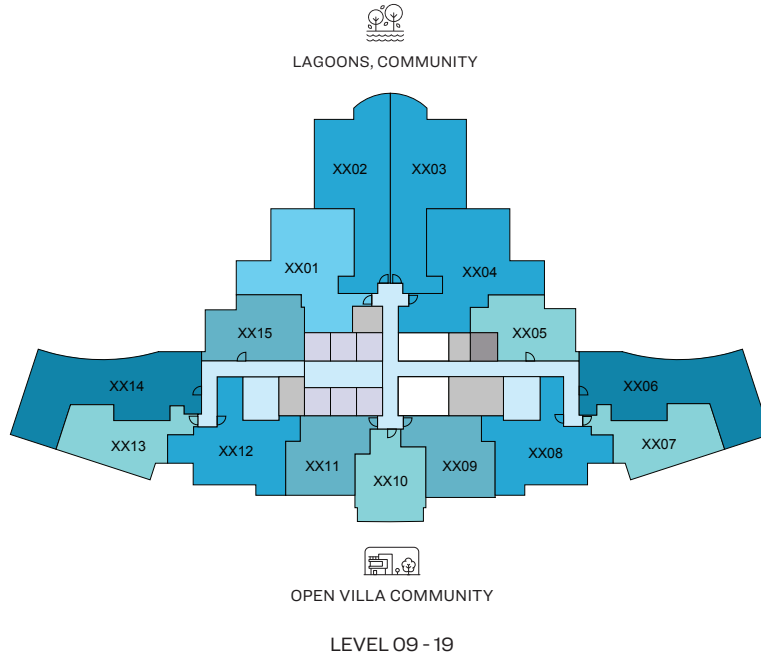 LAGOONS, COMMUNITY
XX02
XX03
XX01
XX04
XX15
XX05
XX14
XX06
XX13
XX12
XX11
XX10
XX09
XX08
XX07
OPEN VILLA COMMUNITY
LEVEL 09 - 19